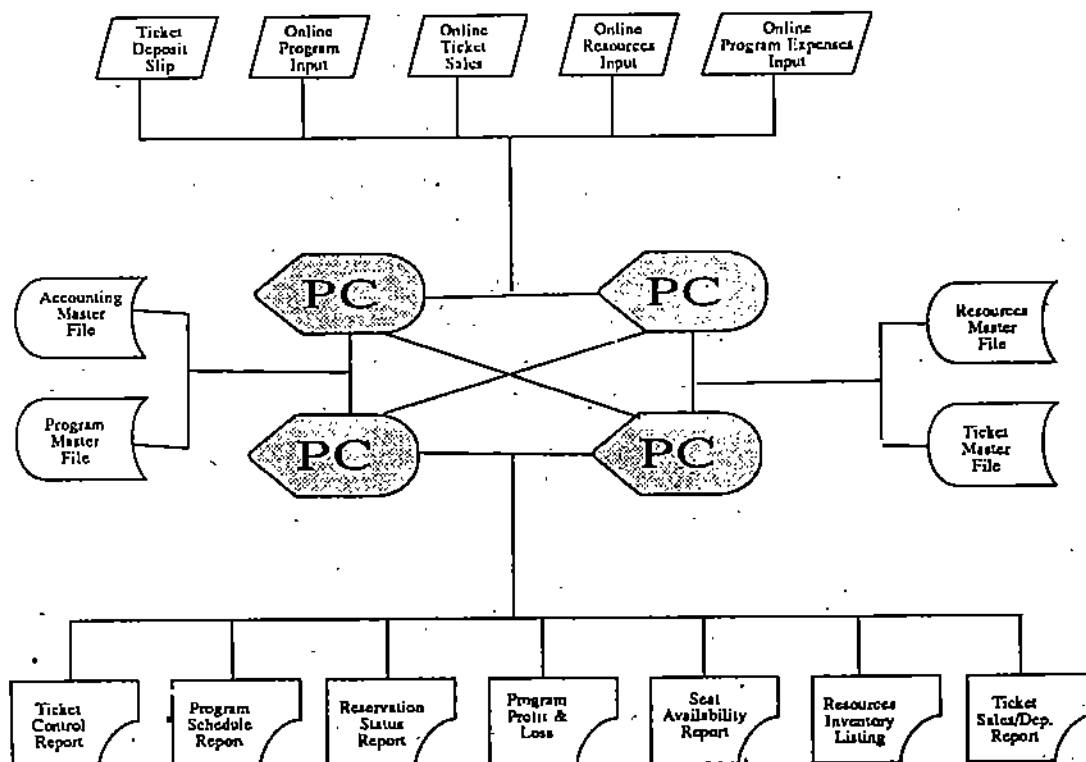 Ticket
Deposit
Slip
Online
Program
Input
Online
Ticket
Sales
Online
Resources
Input
Online
Program Expenses
Input
PC
PC
Accounting
Master
File
Resources
Master
File
Program
Master
File
PC
PC
Ticket
Master
File
Ticket
Control
Report
Program
Schedule
Report
Reservation
Status
Report
Program
Profit &
Loss
Seat
Availability
Report
Resources
Inventory
Listing
Ticket
Sales/Dep.
Report